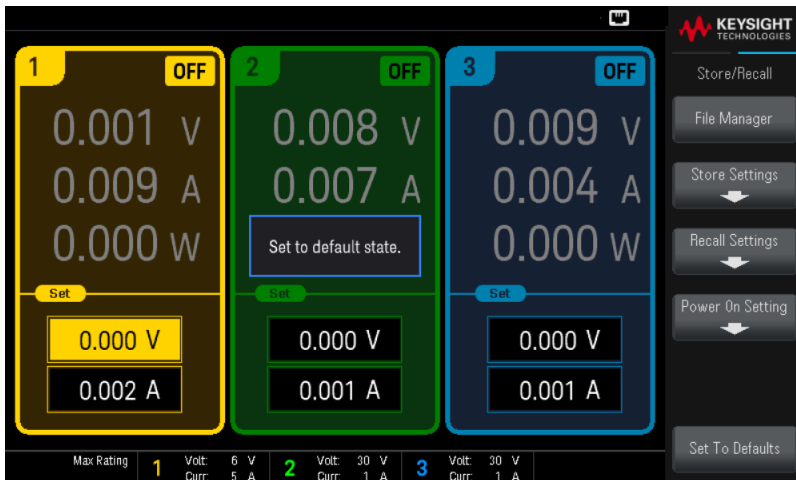 KEYSIGHT
TECHNOLOGIES
Store/Recall
File Manager
Store Settings
Recall Settings
Power On Setting
Set To Defaults
1 OFF
0.001 V
0.009 A
0.000 W
Set
0.000 V
0.002 A
2 OFF
0.008 V
0.007 A
Set to default state.
Set
0.000 V
0.001 A
3 OFF
0.009 V
0.004 A
0.000 W
Set
0.000 V
0.001 A
Max Rating
1 Volt: 6 V
Curr: 5 A
2 Volt: 30 V
Curr: 1 A
3 Volt: 30 V
Curr: 1 A